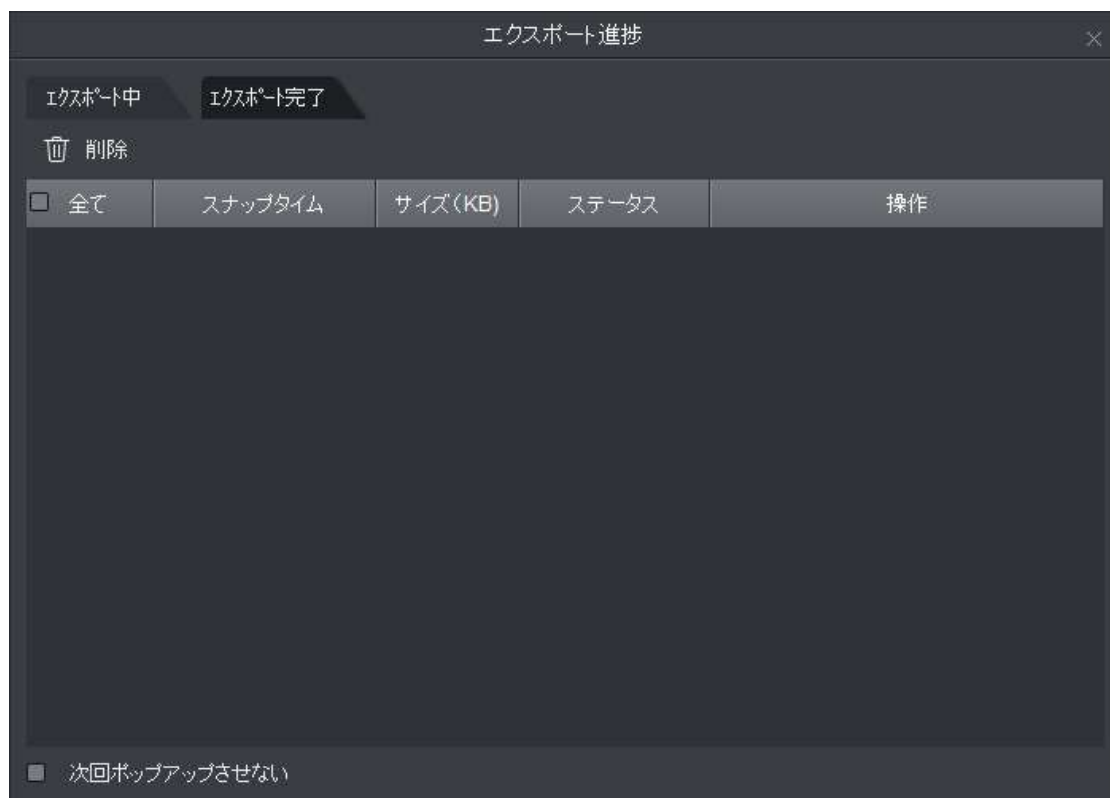 エクスポート進捗
ｴｸｽﾎﾟｰﾄ中 ｴｸｽﾎﾟｰﾄ完了
削除
全て スナップタイム サイズ(KB) ステータス 操作
次回ポップアップさせない